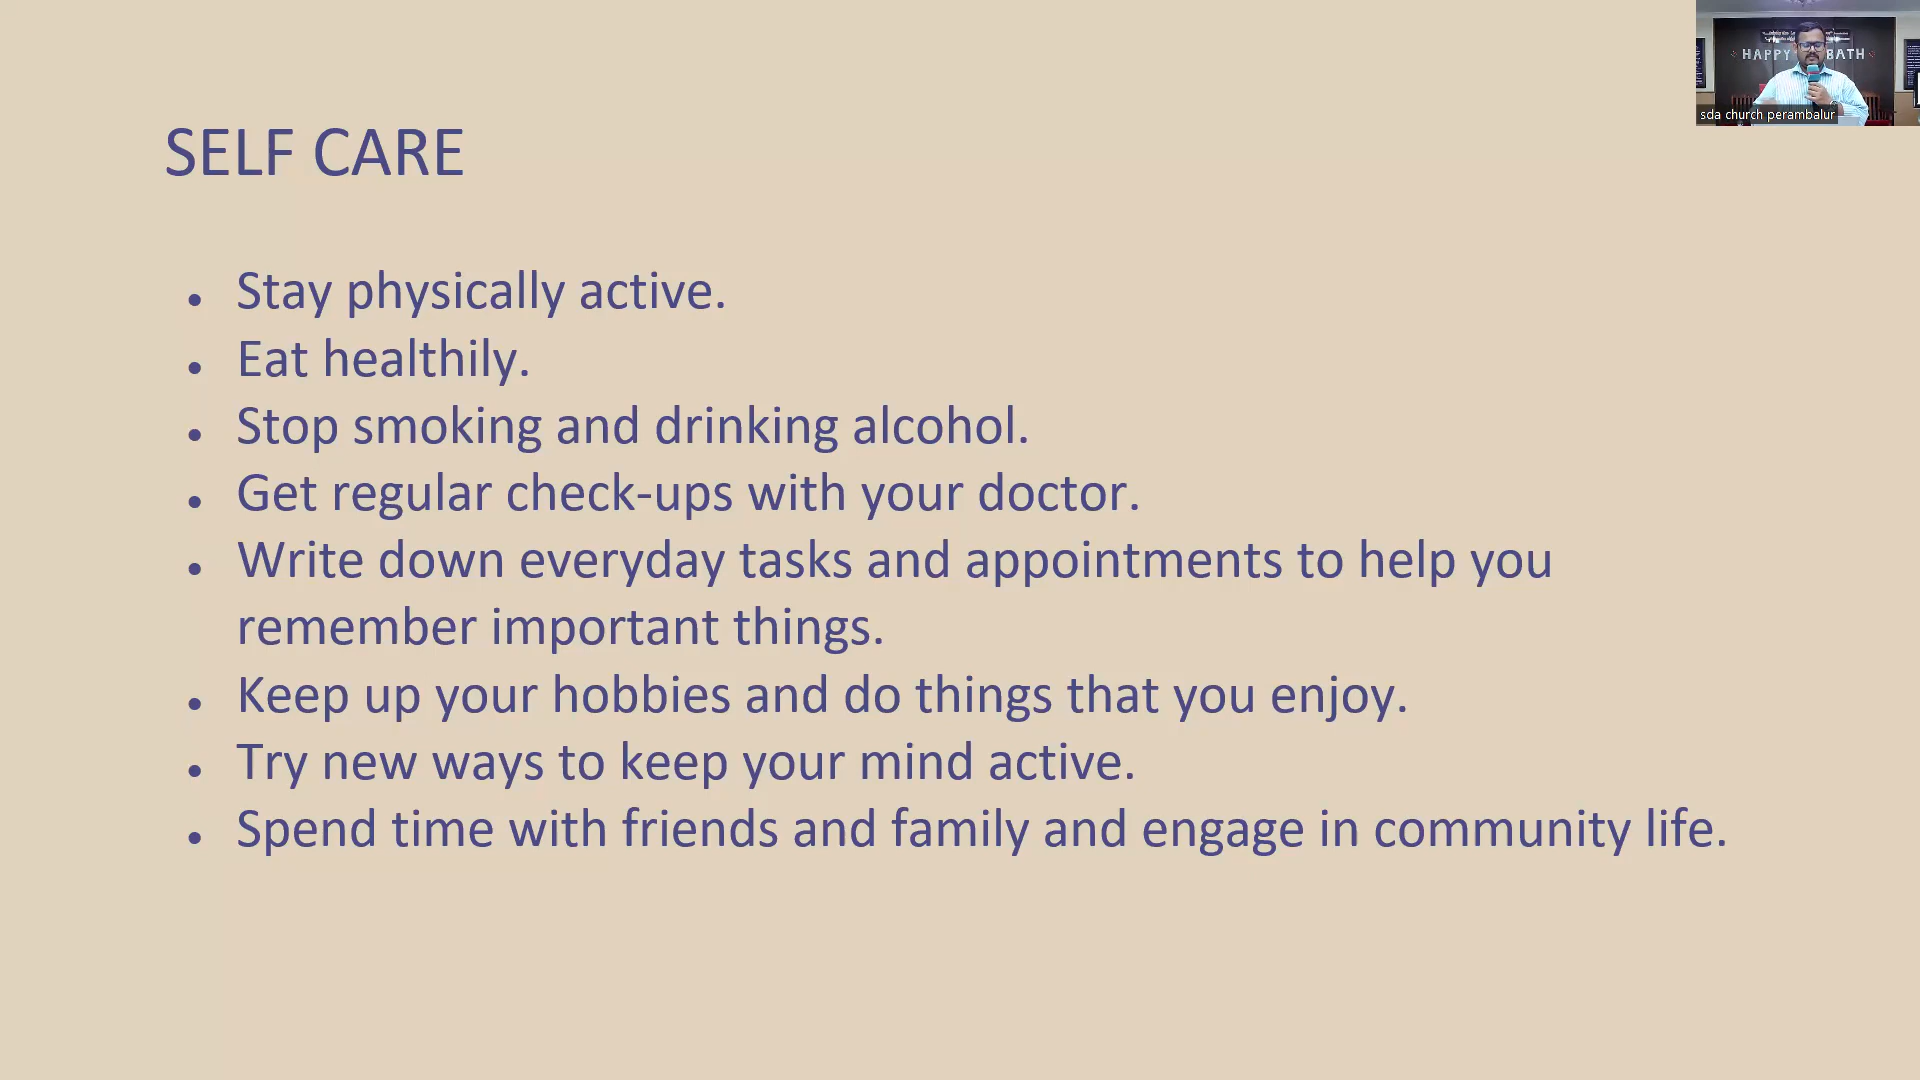 SELF CARE
• Stay physically active.
• Eat healthily.
• Stop smoking and drinking alcohol.
• Get regular check-ups with your doctor.
• Write down everyday tasks and appointments to help you
remember important things.
• Keep up your hobbies and do things that you enjoy.
• Try new ways to keep your mind active.
• Spend time with friends and family and engage in community life.
HAPPY BATH
sda church perambalur